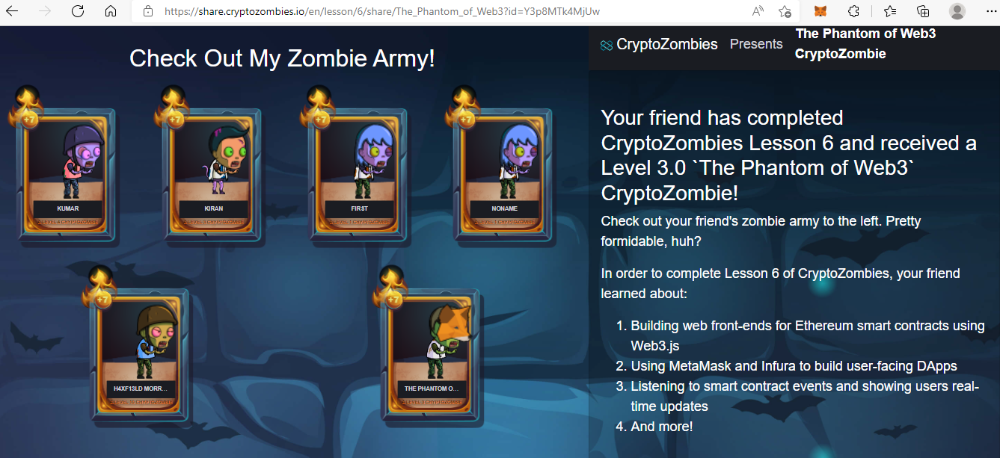 https://share.cryptozombies.io/en/lesson/6/share/The_Phantom_of_Web3?id=Y3p8MTk4MjUw
Check Out My Zombie Army!
+7
KUMAR
A LEVEL 4 CRYPTOZOMBIE
+7
KIRAN
A LEVEL 3 CRYPTOZOMBIE
+7
FIRST
A LEVEL 1 CRYPTOZOMBIE
+7
NONAME
A LEVEL 1 CRYPTOZOMBIE
+7
H4XF13LD MORR...
A LEVEL 10 CRYPTOZOMBIE
+7
THE PHANTOM O...
A LEVEL 3 CRYPTOZOMBIE
CryptoZombies Presents
The Phantom of Web3
CryptoZombie
Your friend has completed
CryptoZombies Lesson 6 and received a
Level 3.0 `The Phantom of Web3`
CryptoZombie!
Check out your friend's zombie army to the left. Pretty
formidable, huh?
In order to complete Lesson 6 of CryptoZombies, your friend
learned about:
1. Building web front-ends for Ethereum smart contracts using
Web3.js
2. Using MetaMask and Infura to build user-facing DApps
3. Listening to smart contract events and showing users real-
time updates
4. And more!